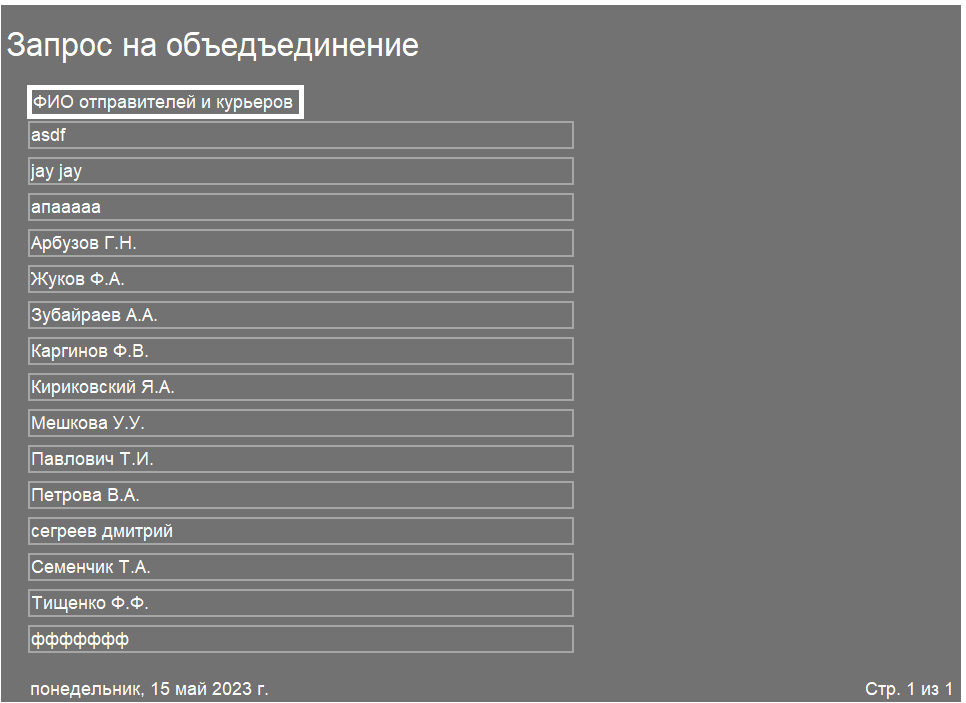 Запрос на объедъединение
ФИО отправителей и курьеров
asdf
jay jay
апааааа
Арбузов Г.Н.
Жуков Ф.А.
Зубайраев А.А.
Каргинов Ф.В.
Кириковский Я.А.
Мешкова У.У.
Павлович Т.И.
Петрова В.А.
сегреев дмитрий
Семенчик Т.А.
Тищенко Ф.Ф.
ффффффф
понедельник, 15 май 2023 г.
Стр. 1 из 1